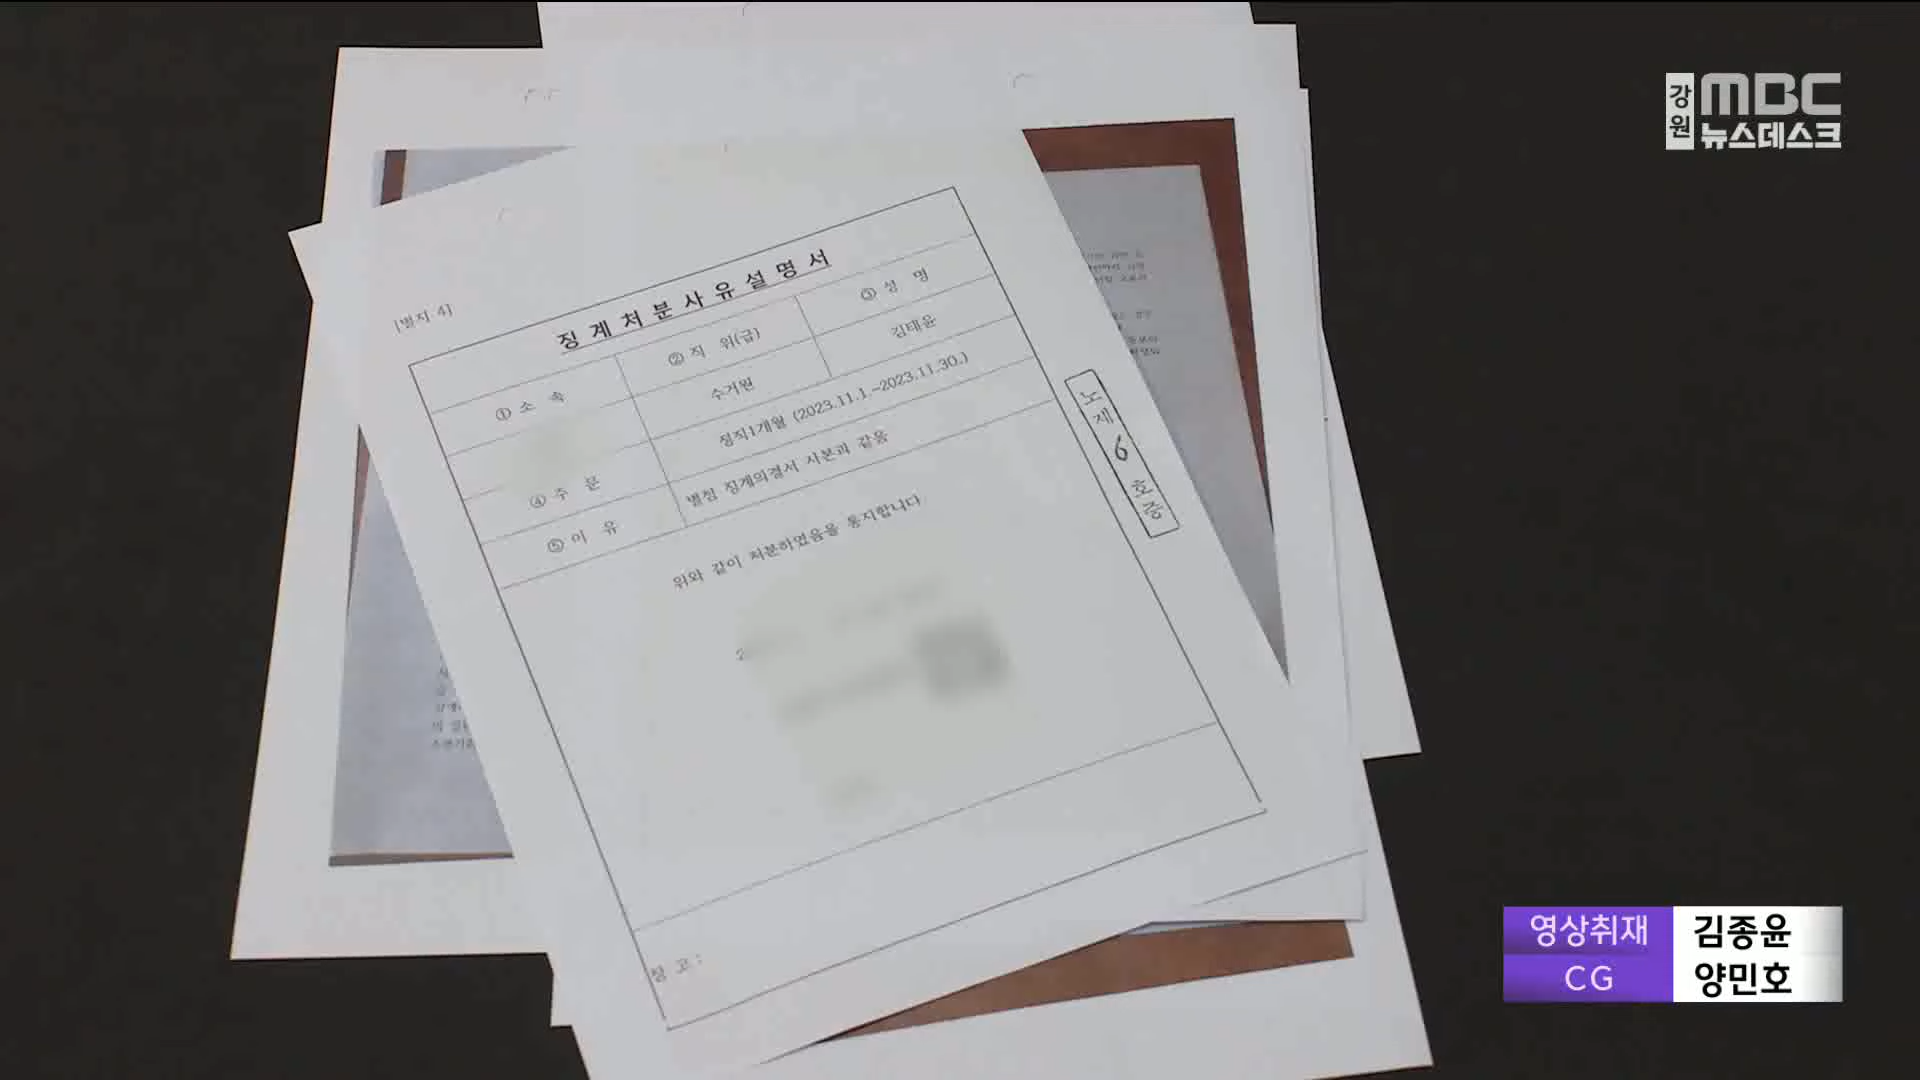 강원
MBC
뉴스데스크
[별지 4]
징계처분사유설명서
① 소 속
② 직 위(급)
③ 성 명
수거원
김태윤
④ 주 문
정직1개월 (2023.11.1.~2023.11.30.)
⑤ 이 유
별첨 징계의결서 사본과 같음
위와 같이 처분하였음을 통지합니다
참 고 :
노제 6 호증
영상취재 김종윤
CG 양민호